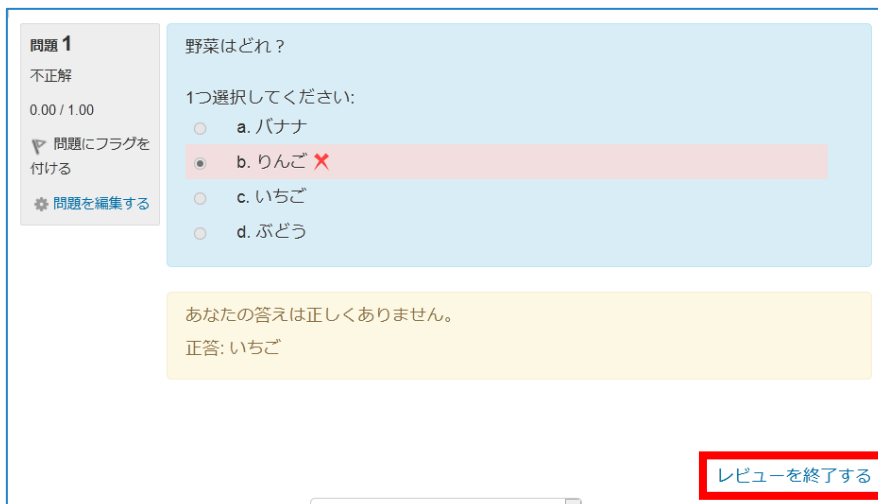 問題 1
不正解
0.00 / 1.00
問題にフラグを
付ける
問題を編集する
野菜はどれ？
1つ選択してください:
a. バナナ
b. りんご
c. いちご
d. ぶどう
あなたの答えは正しくありません。
正答: いちご
レビューを終了する